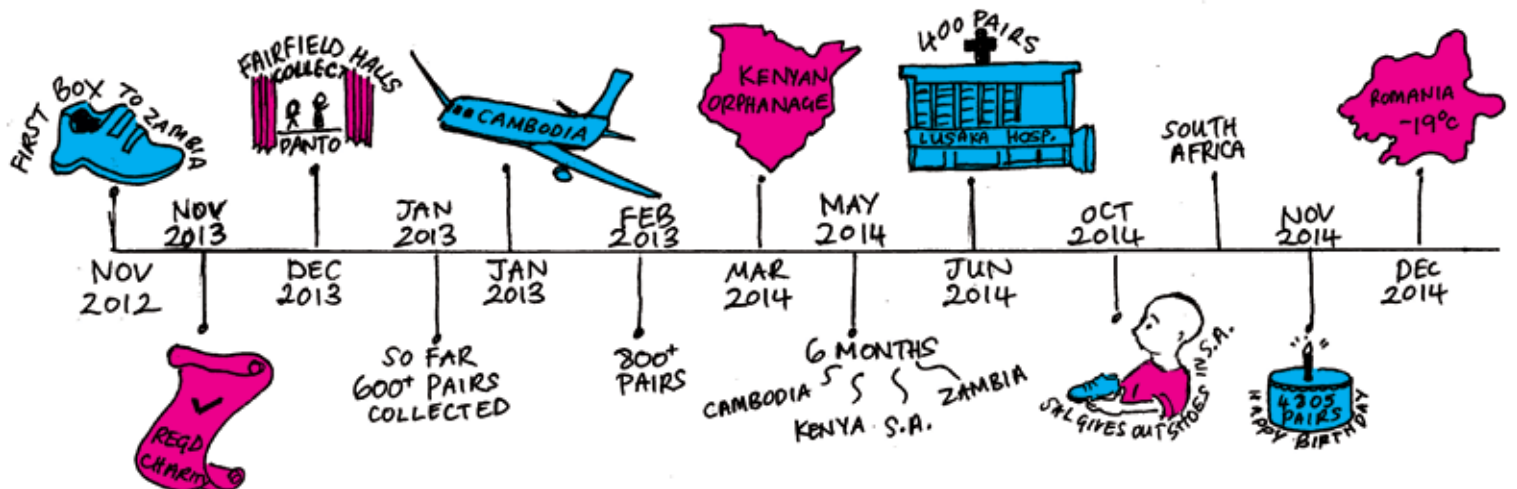 FIRST BOX TO ZAMBIA
NOV
2012
NOV
2013
REGD
CHARITY
FAIRFIELD HALLS
COLLECT
PANTO
DEC
2013
JAN
2013
SO FAR
600+ PAIRS
COLLECTED
CAMBODIA
JAN
2013
FEB
2013
800+
PAIRS
KENYAN
ORPHANAGE
MAR
2014
MAY
2014
6 MONTHS
CAMBODIA
KENYA S.A.
ZAMBIA
400 PAIRS
LUSAKA HOSP.
JUN
2014
OCT
2014
SAL GIVES OUT SHOES IN S.A.
SOUTH
AFRICA
NOV
2014
4305
PAIRS
HAPPY BIRTHDAY
ROMANIA
-19°C
DEC
2014